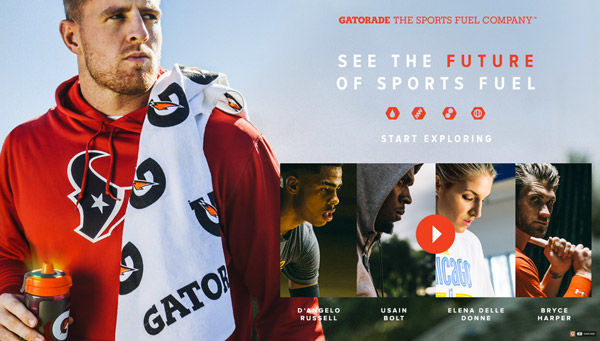 GATORADE THE SPORTS FUEL COMPANY™
SEE THE FUTURE
OF SPORTS FUEL
START EXPLORING
GATOR
G
hicago
D'ANGELO
RUSSELL
USAIN
BOLT
ELENA DELLE
DONNE
BRYCE
HARPER